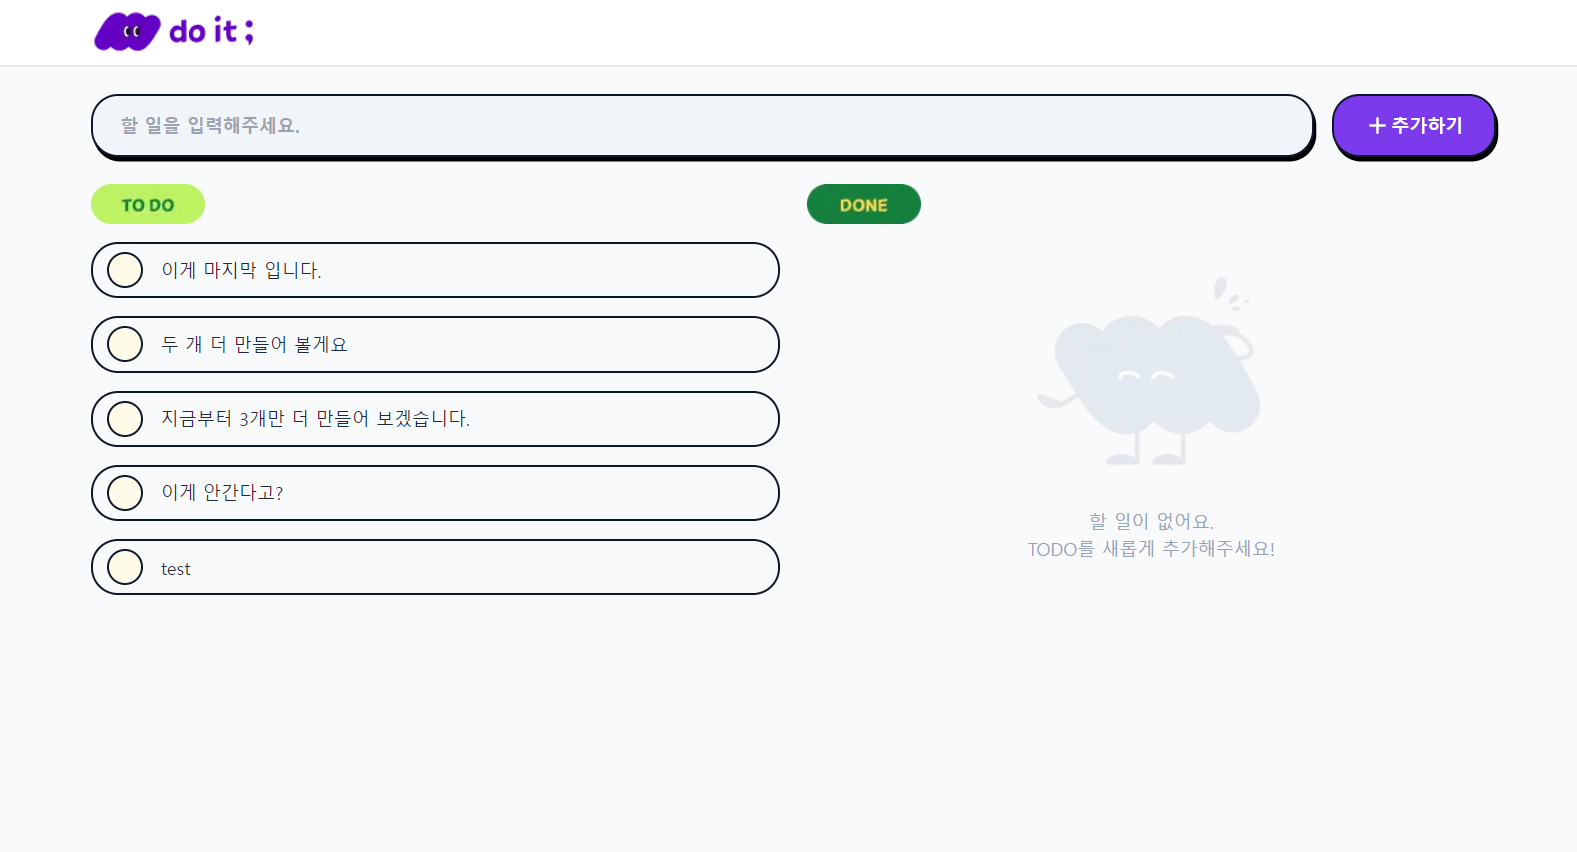 do it ;
할 일을 입력해주세요.
+ 추가하기
TO DO
이게 마지막 입니다.
두 개 더 만들어 볼게요
지금부터 3개만 더 만들어 보겠습니다.
이게 안간다고?
test
DONE
할 일이 없어요.
TODO를 새롭게 추가해주세요!